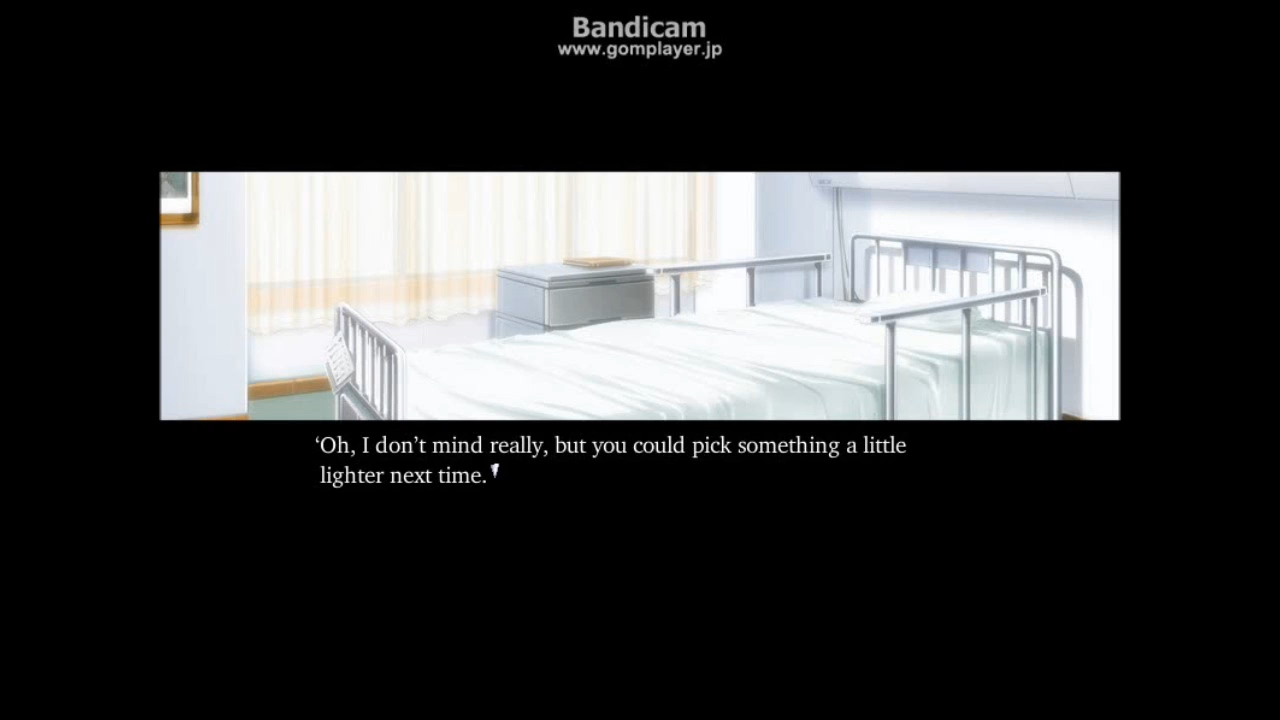 Bandicam
www.gomplayer.jp
‘Oh, I don’t mind really, but you could pick something a little
lighter next time.